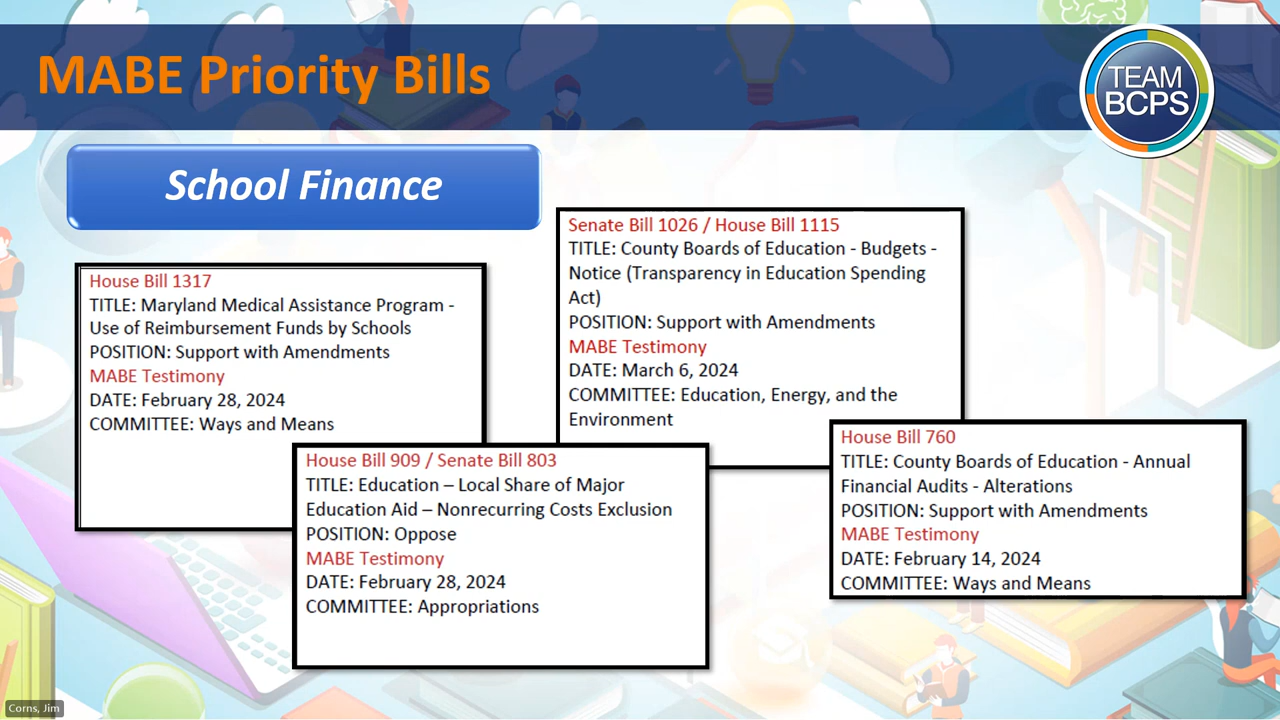 MABE Priority Bills
TEAM
BCPS
School Finance
House Bill 1317
TITLE: Maryland Medical Assistance Program -
Use of Reimbursement Funds by Schools
POSITION: Support with Amendments
MABE Testimony
DATE: February 28, 2024
COMMITTEE: Ways and Means
Senate Bill 1026 / House Bill 1115
TITLE: County Boards of Education - Budgets -
Notice (Transparency in Education Spending
Act)
POSITION: Support with Amendments
MABE Testimony
DATE: March 6, 2024
COMMITTEE: Education, Energy, and the
Environment
House Bill 909 / Senate Bill 803
TITLE: Education – Local Share of Major
Education Aid – Nonrecurring Costs Exclusion
POSITION: Oppose
MABE Testimony
DATE: February 28, 2024
COMMITTEE: Appropriations
House Bill 760
TITLE: County Boards of Education - Annual
Financial Audits - Alterations
POSITION: Support with Amendments
MABE Testimony
DATE: February 14, 2024
COMMITTEE: Ways and Means
Corns, Jim